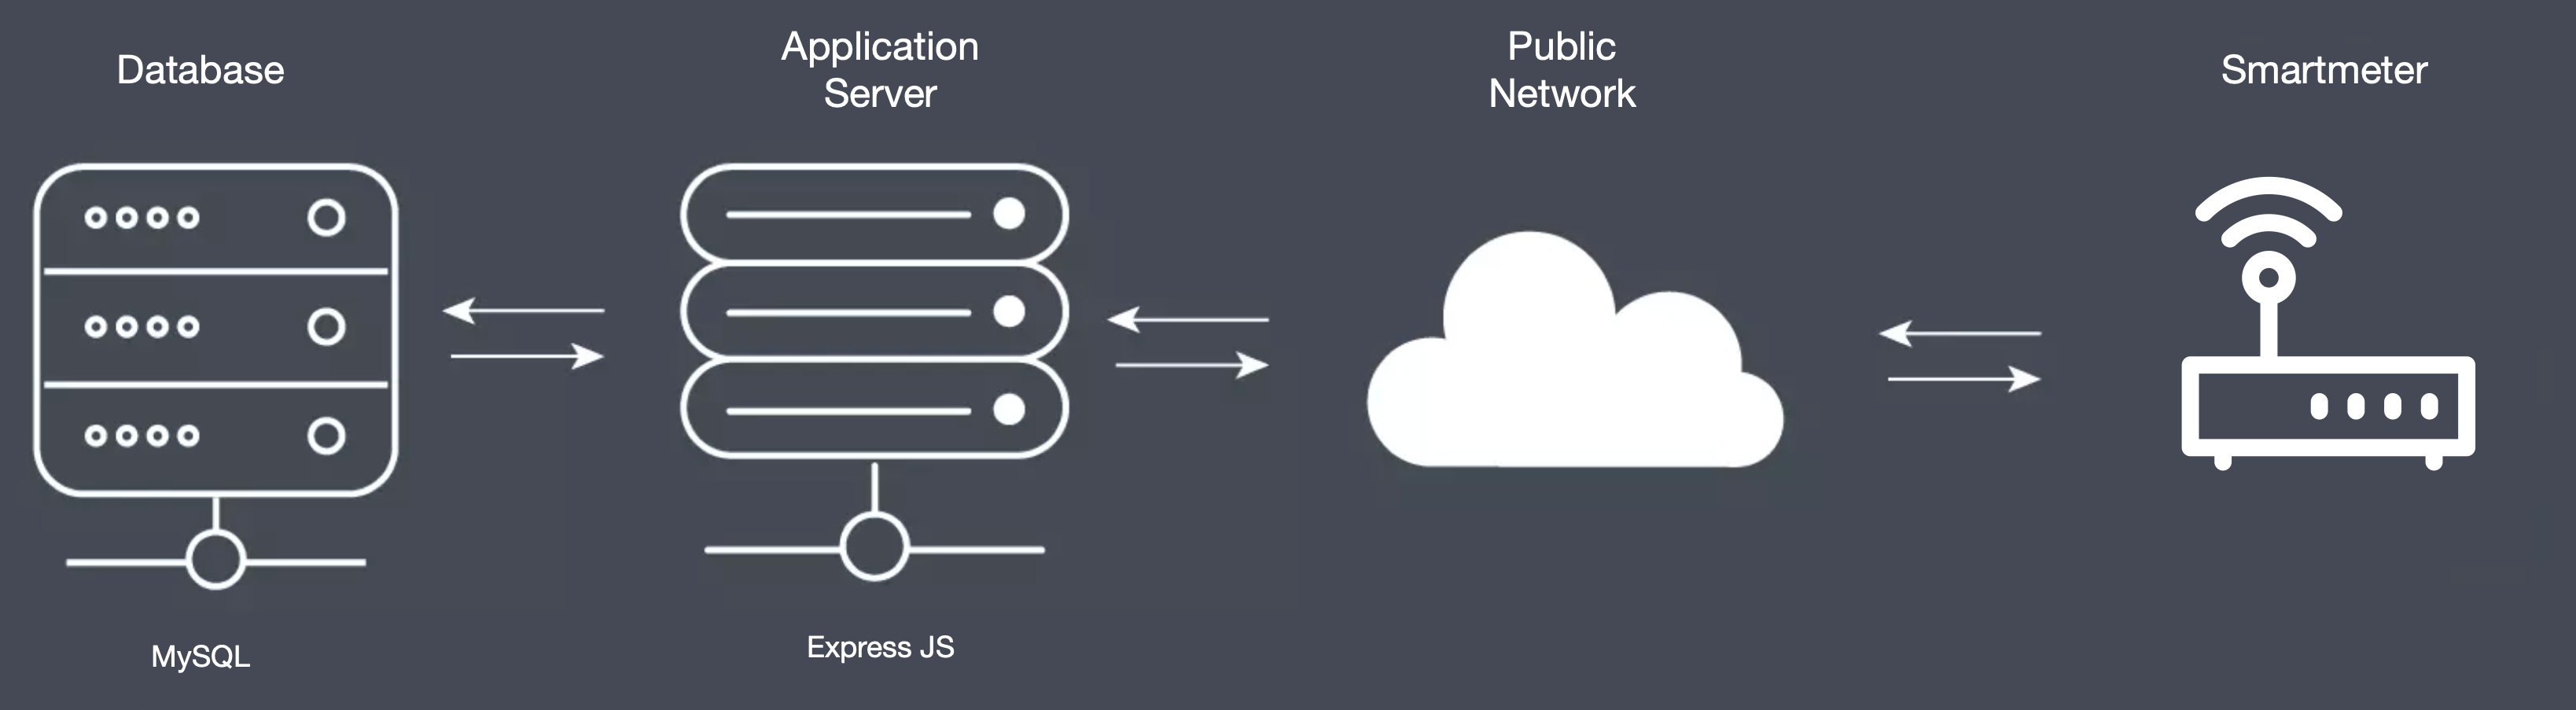 Database
Application
Server
Public
Network
Smartmeter
MySQL
Express JS